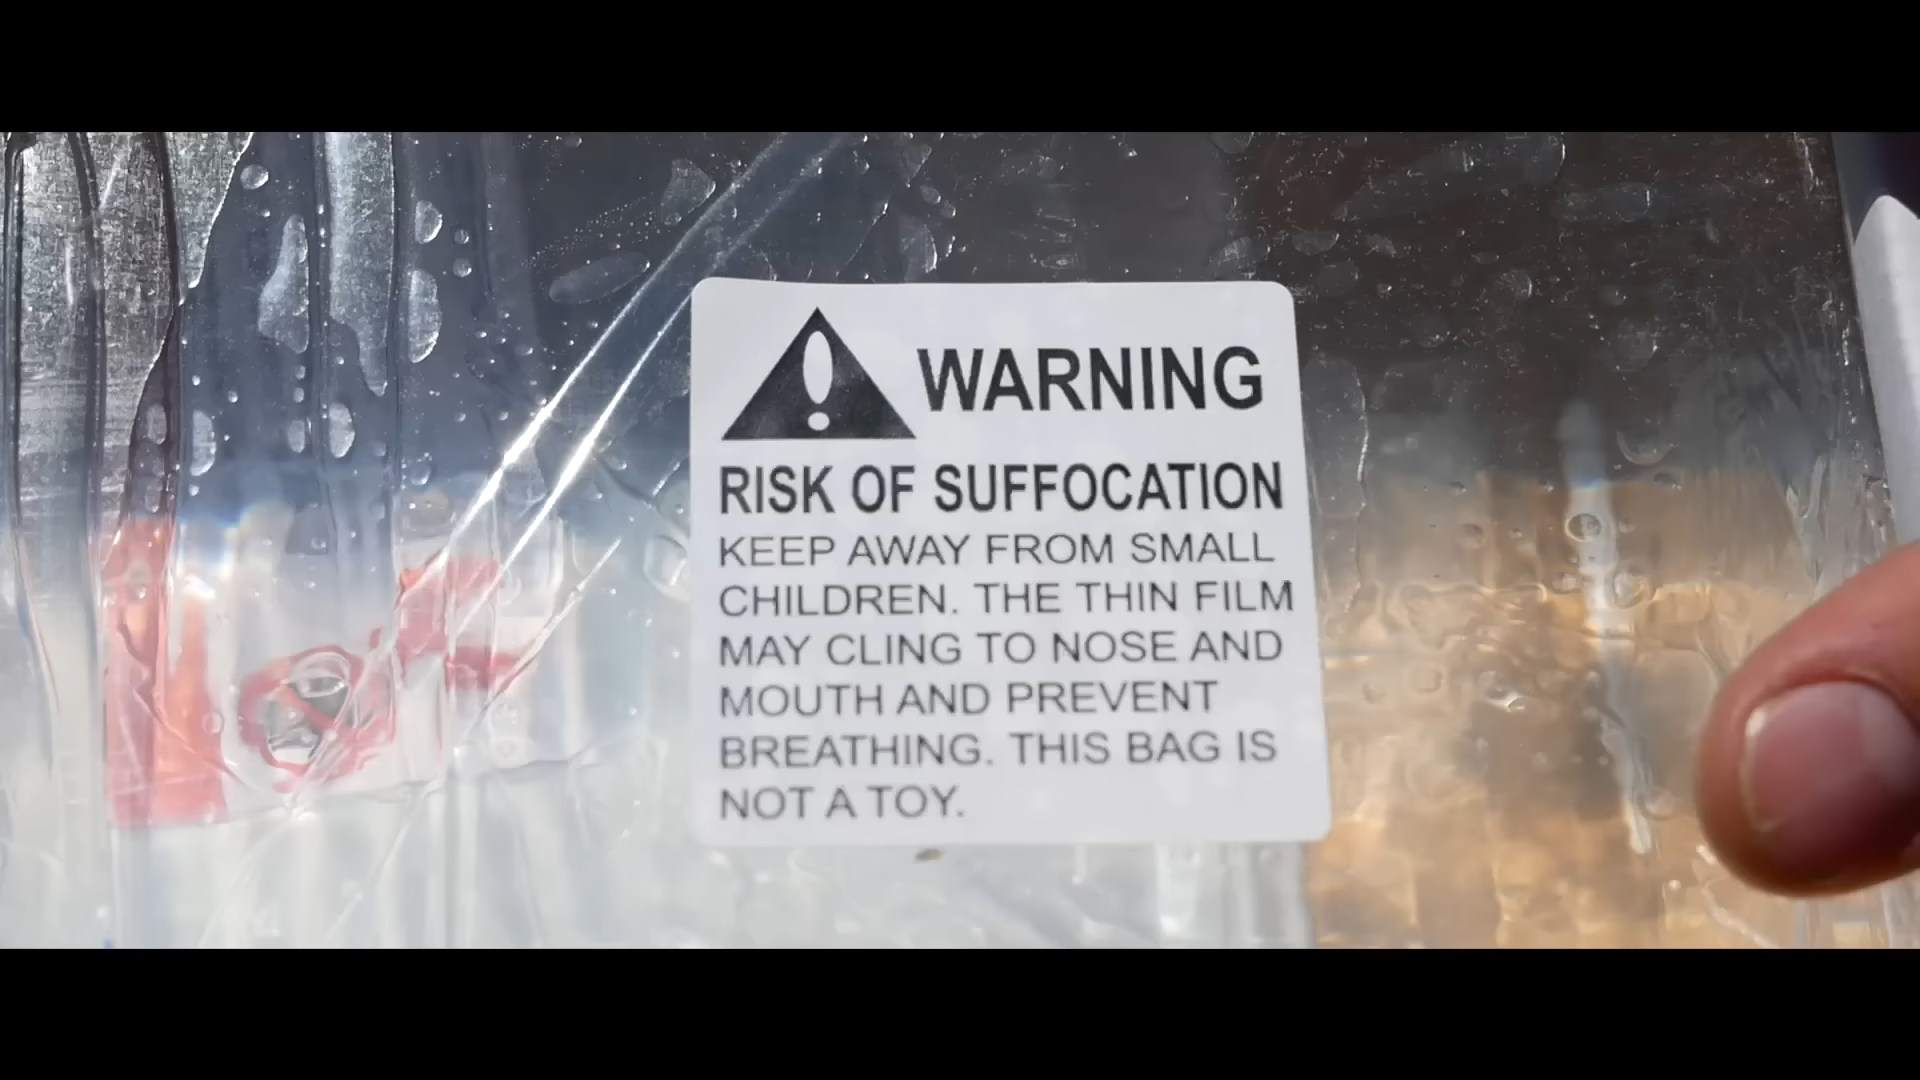 WARNING
RISK OF SUFFOCATION
KEEP AWAY FROM SMALL
CHILDREN. THE THIN FILM
MAY CLING TO NOSE AND
MOUTH AND PREVENT
BREATHING. THIS BAG IS
NOT A TOY.